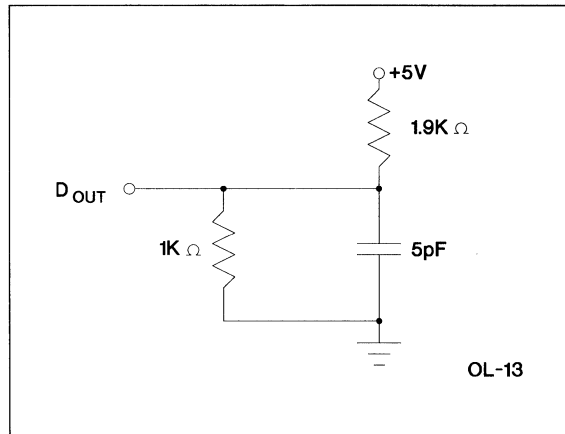 +5V
1.9K Ω
D OUT
1K Ω
5pF
OL-13